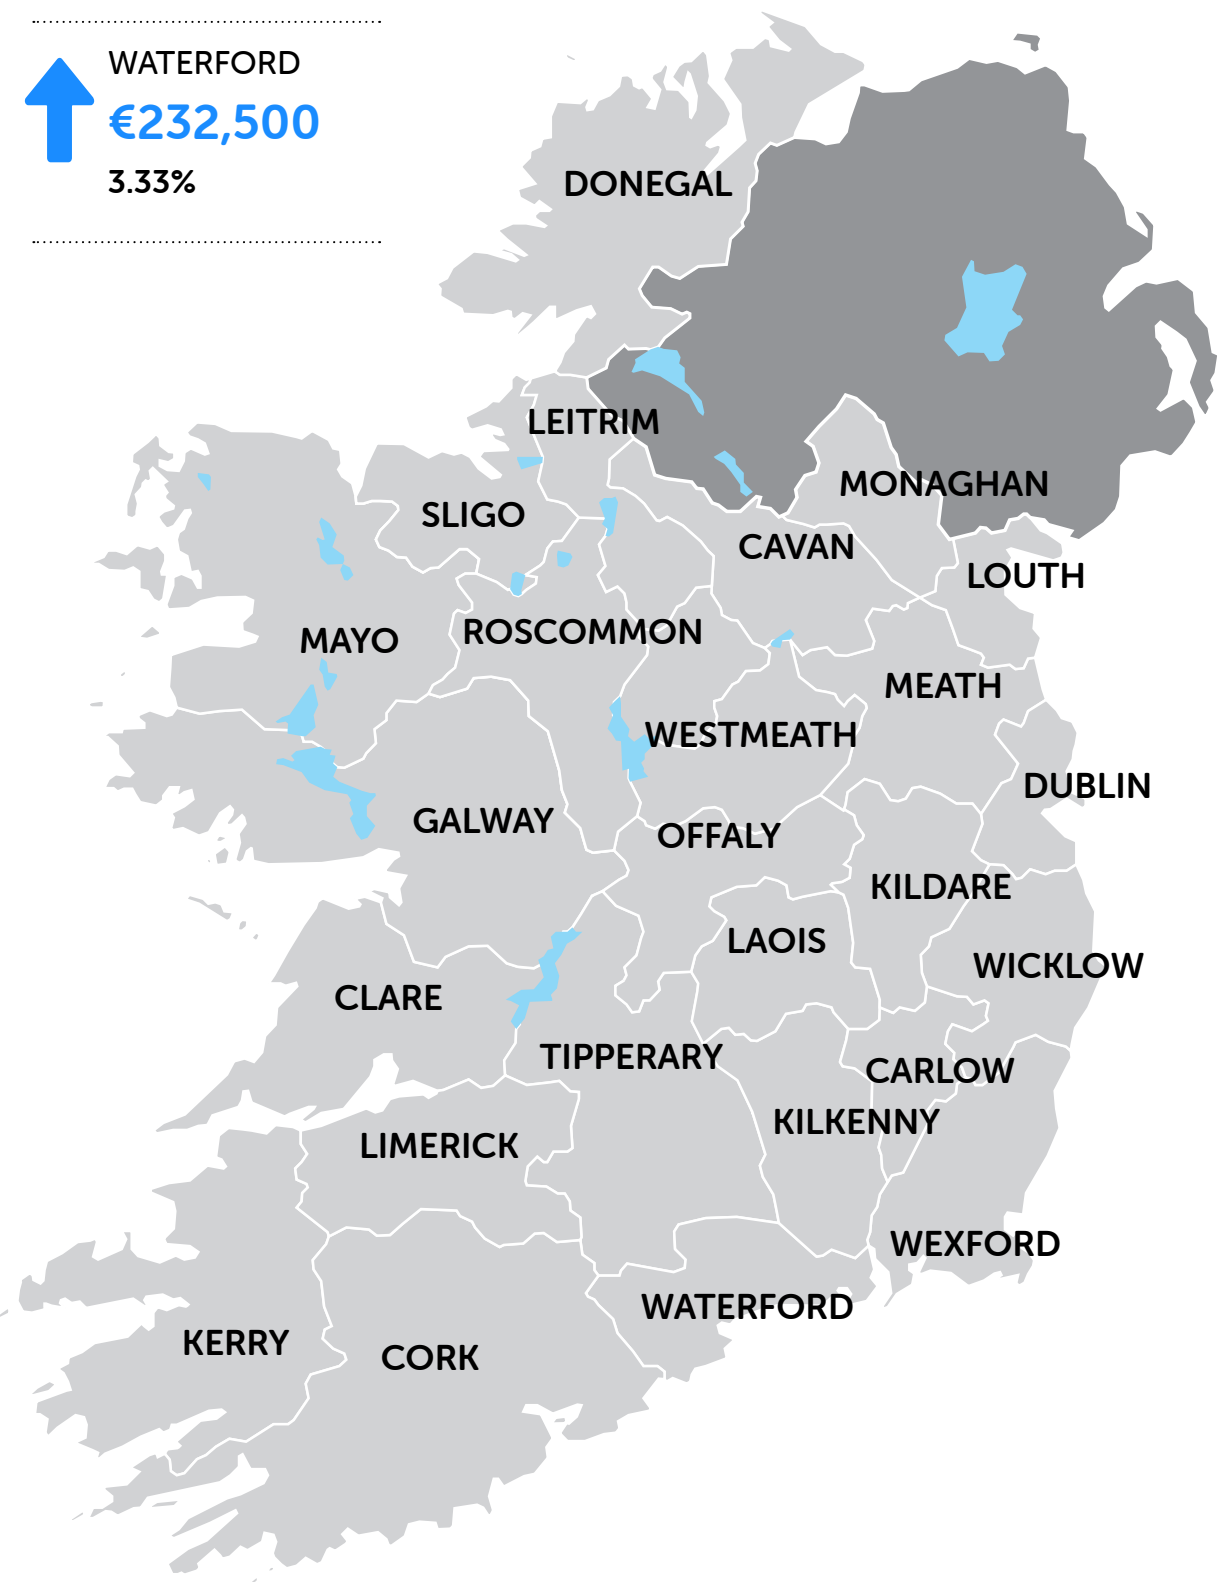 WATERFORD
€232,500
3.33%
DONEGAL
LEITRIM
MONAGHAN
SLIGO
CAVAN
LOUTH
MAYO
ROSCOMMON
MEATH
WESTMEATH
DUBLIN
GALWAY
OFFALY
KILDARE
LAOIS
WICKLOW
CLARE
TIPPERARY
CARLOW
KILKENNY
LIMERICK
WEXFORD
WATERFORD
KERRY
CORK